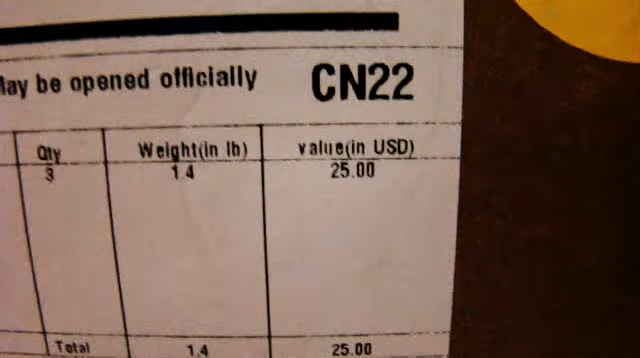 May be opened officially CN22
Qty Weight(in lb) value(in USD)
3 1.4 25.00
Total 1.4 25.00